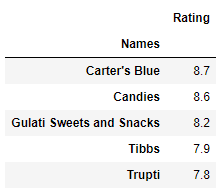 Rating
Names
Carter's Blue 8.7
Candies 8.6
Gulati Sweets and Snacks 8.2
Tibbs 7.9
Trupti 7.8